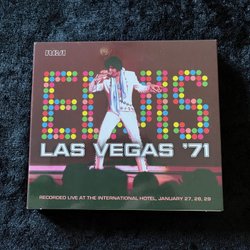 RCA
ELVIS
LAS VEGAS '71
RECORDED LIVE AT THE INTERNATIONAL HOTEL, JANUARY 27, 28, 29